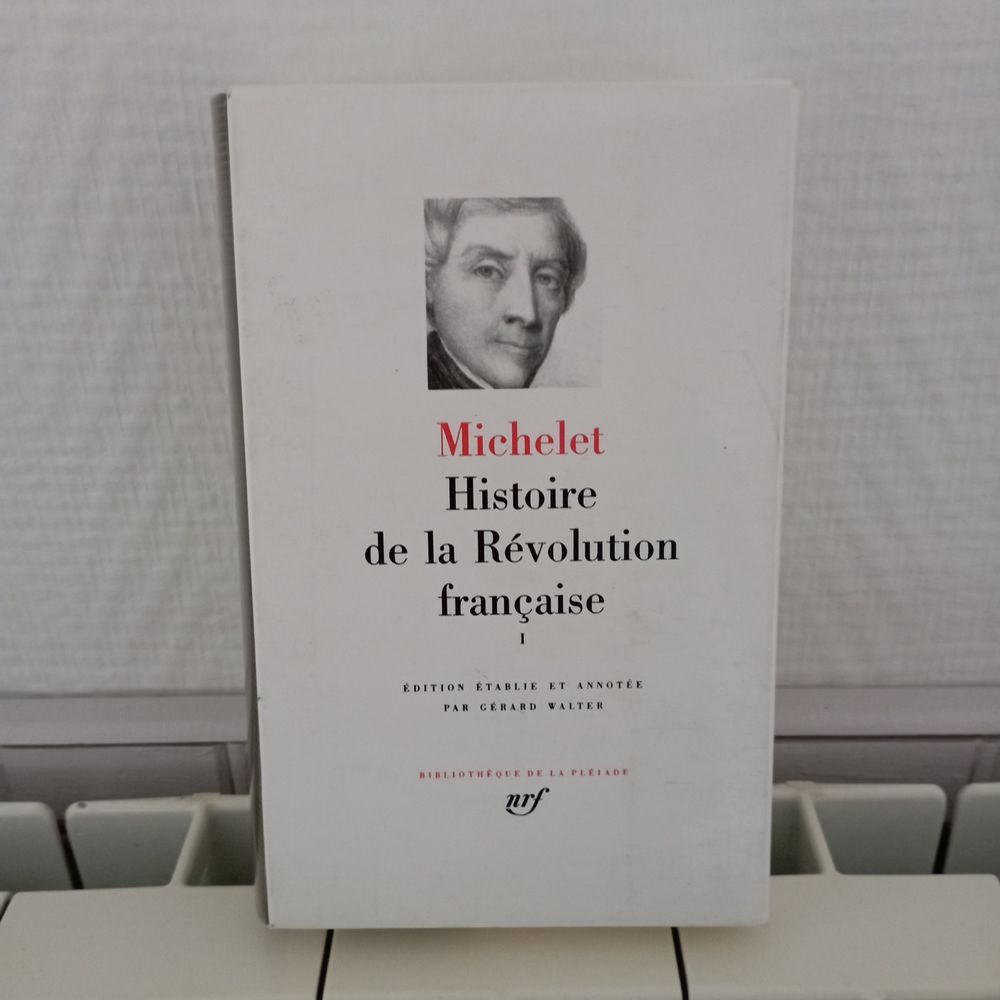 Michelet
Histoire
de la Révolution
française
I
ÉDITION ÉTABLIE ET ANNOTÉE
PAR GÉRARD WALTER
BIBLIOTHÈQUE DE LA PLÉIADE
nrf